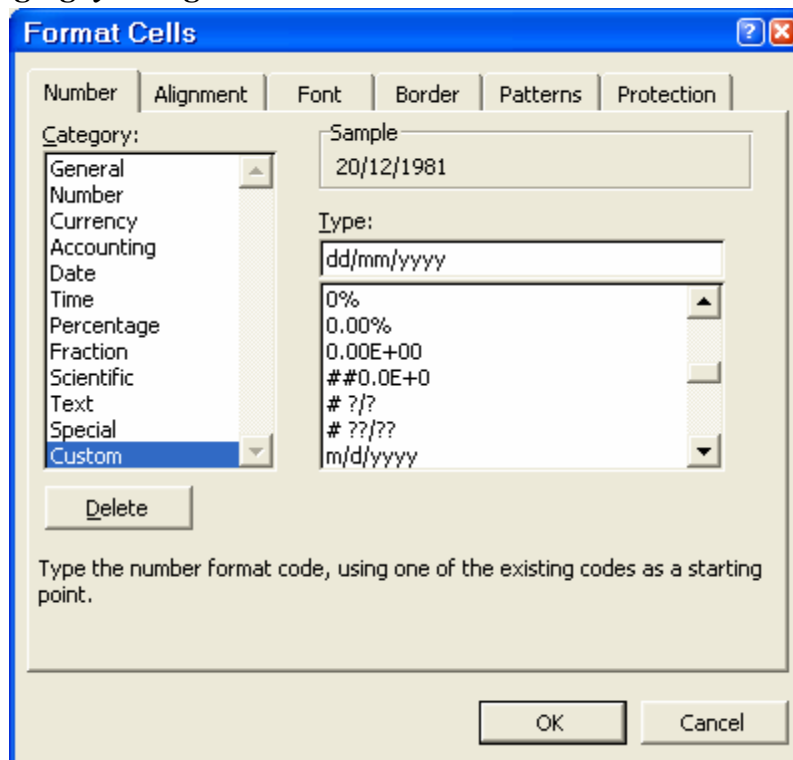 Format Cells
Number Alignment Font Border Patterns Protection
Category:
General
Number
Currency
Accounting
Date
Time
Percentage
Fraction
Scientific
Text
Special
Custom
Sample
20/12/1981
Type:
dd/mm/yyyy
0%
0.00%
0.00E+00
##0.0E+0
# ?/?
# ??/??
m/d/yyyy
Delete
Type the number format code, using one of the existing codes as a starting
point.
OK Cancel